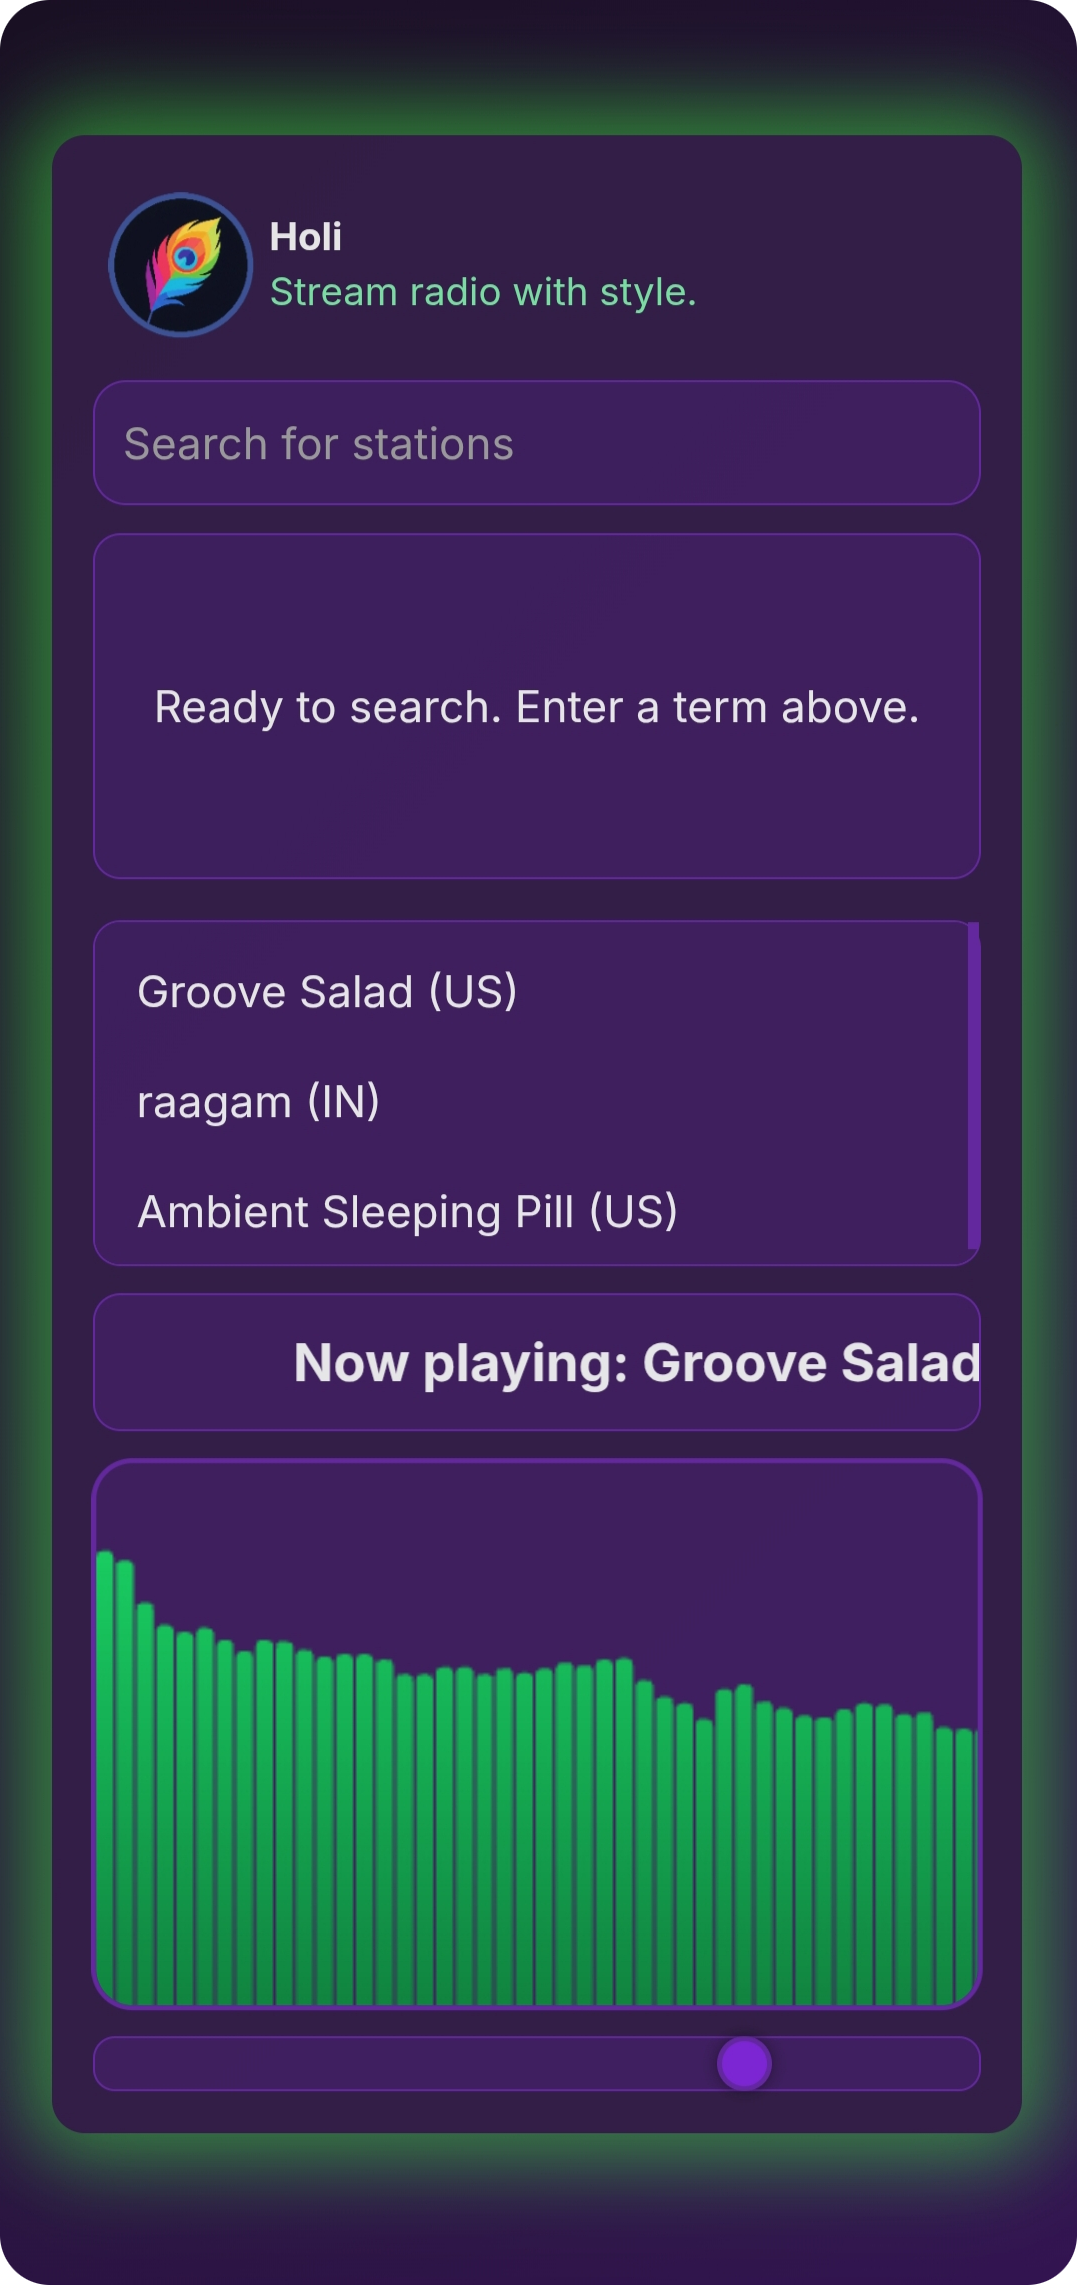 Holi
Stream radio with style.
Search for stations
Ready to search. Enter a term above.
Groove Salad (US)
raagam (IN)
Ambient Sleeping Pill (US)
Now playing: Groove Salad